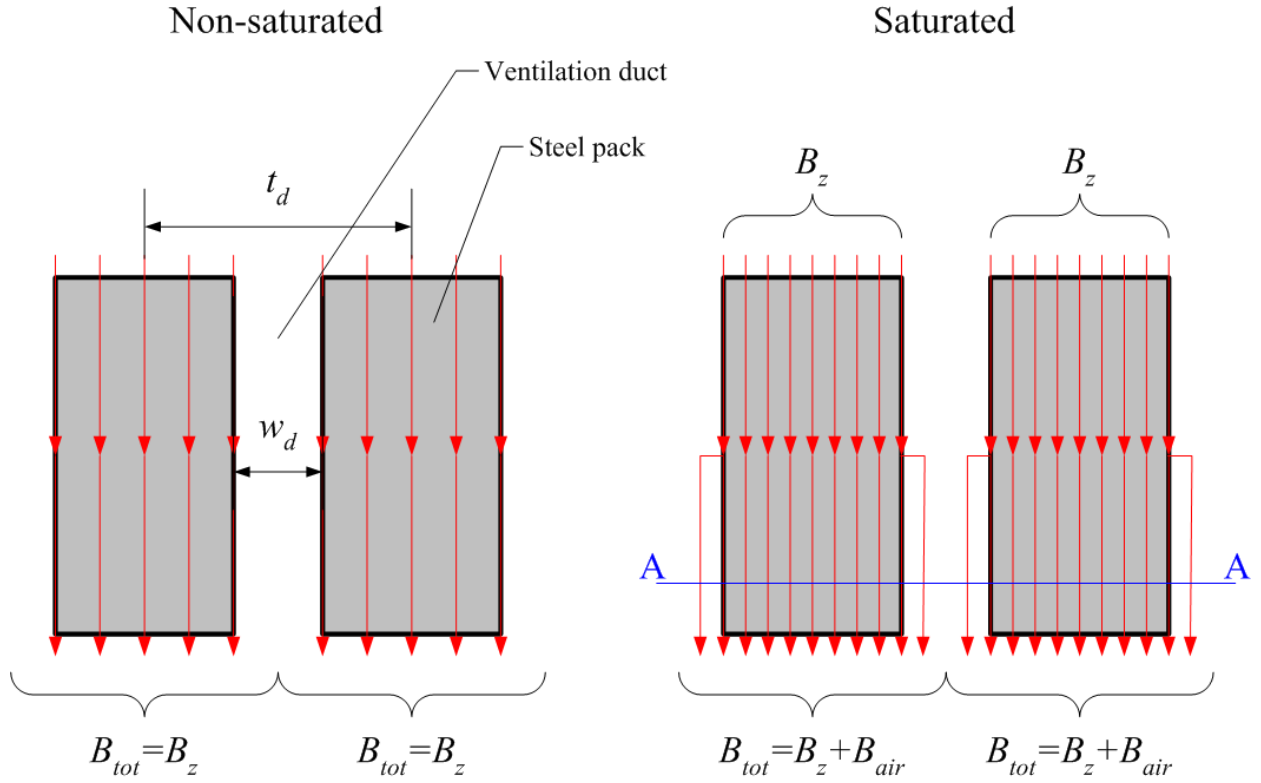 Non-saturated
Saturated
Ventilation duct
Steel pack
t_d
B_z
B_z
w_d
A
A
B_tot=B_z
B_tot=B_z
B_tot=B_z+B_air
B_tot=B_z+B_air